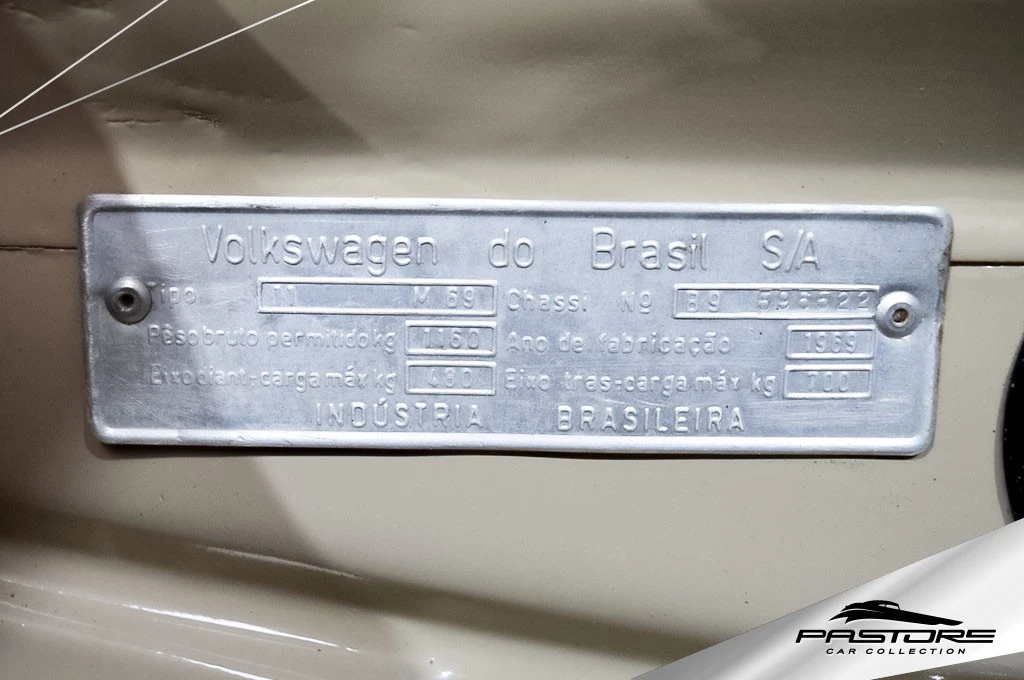 Volkswagen do Brasil S/A
Tipo 11 M 69 Chassi Nº B9
Pêso bruto permitido kg 1160 Ano de fabricação 1969
Eixo diant-carga máx kg 480 Eixo tras-carga máx kg 700
INDÚSTRIA BRASILEIRA
PASTORE
CAR COLLECTION